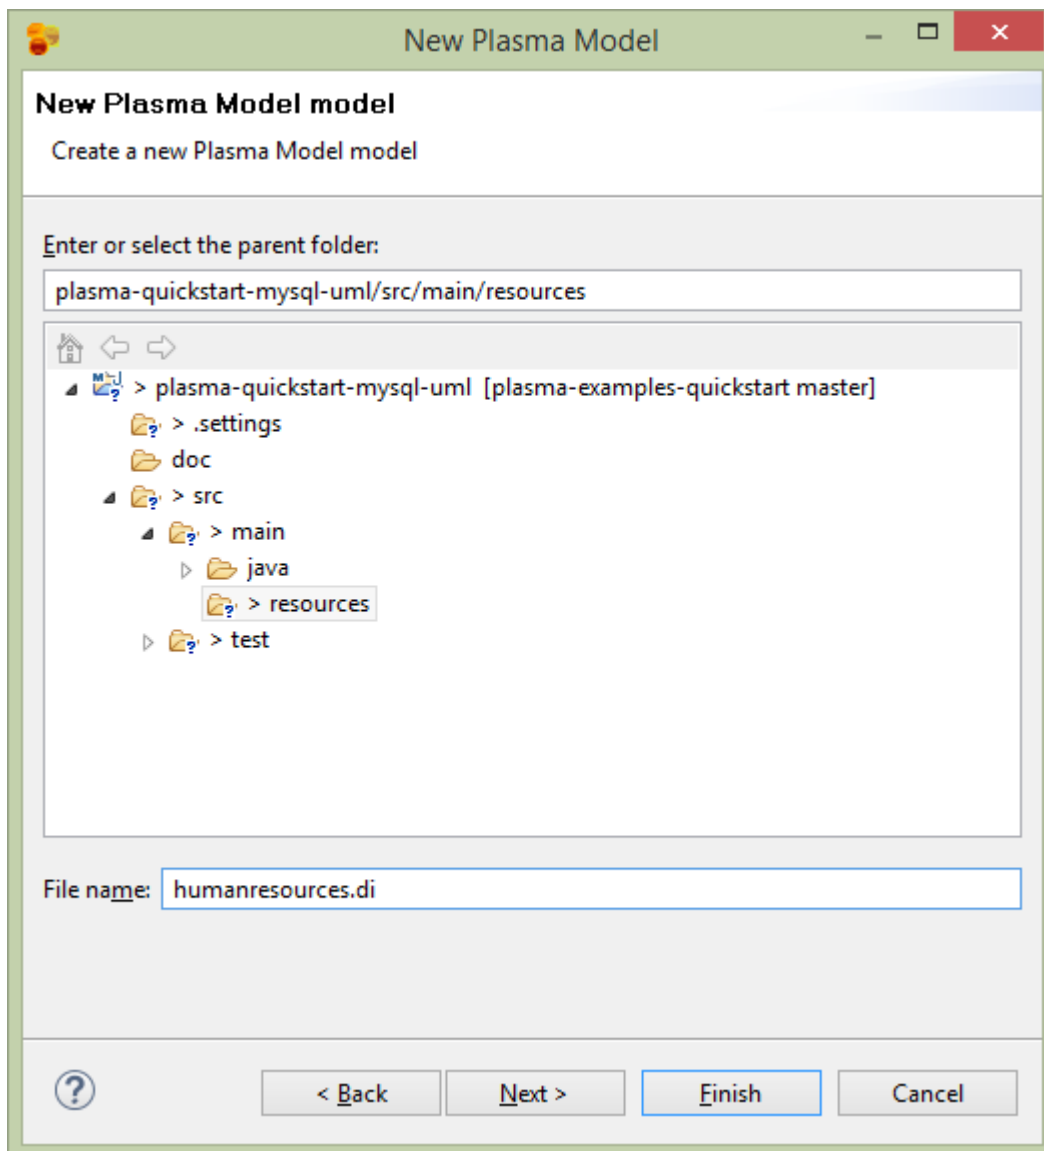 New Plasma Model
New Plasma Model model
Create a new Plasma Model model
Enter or select the parent folder:
plasma-quickstart-mysql-uml/src/main/resources
> plasma-quickstart-mysql-uml [plasma-examples-quickstart master]
> .settings
doc
> src
> main
java
> resources
> test
File name: humanresources.di
< Back Next > Finish Cancel